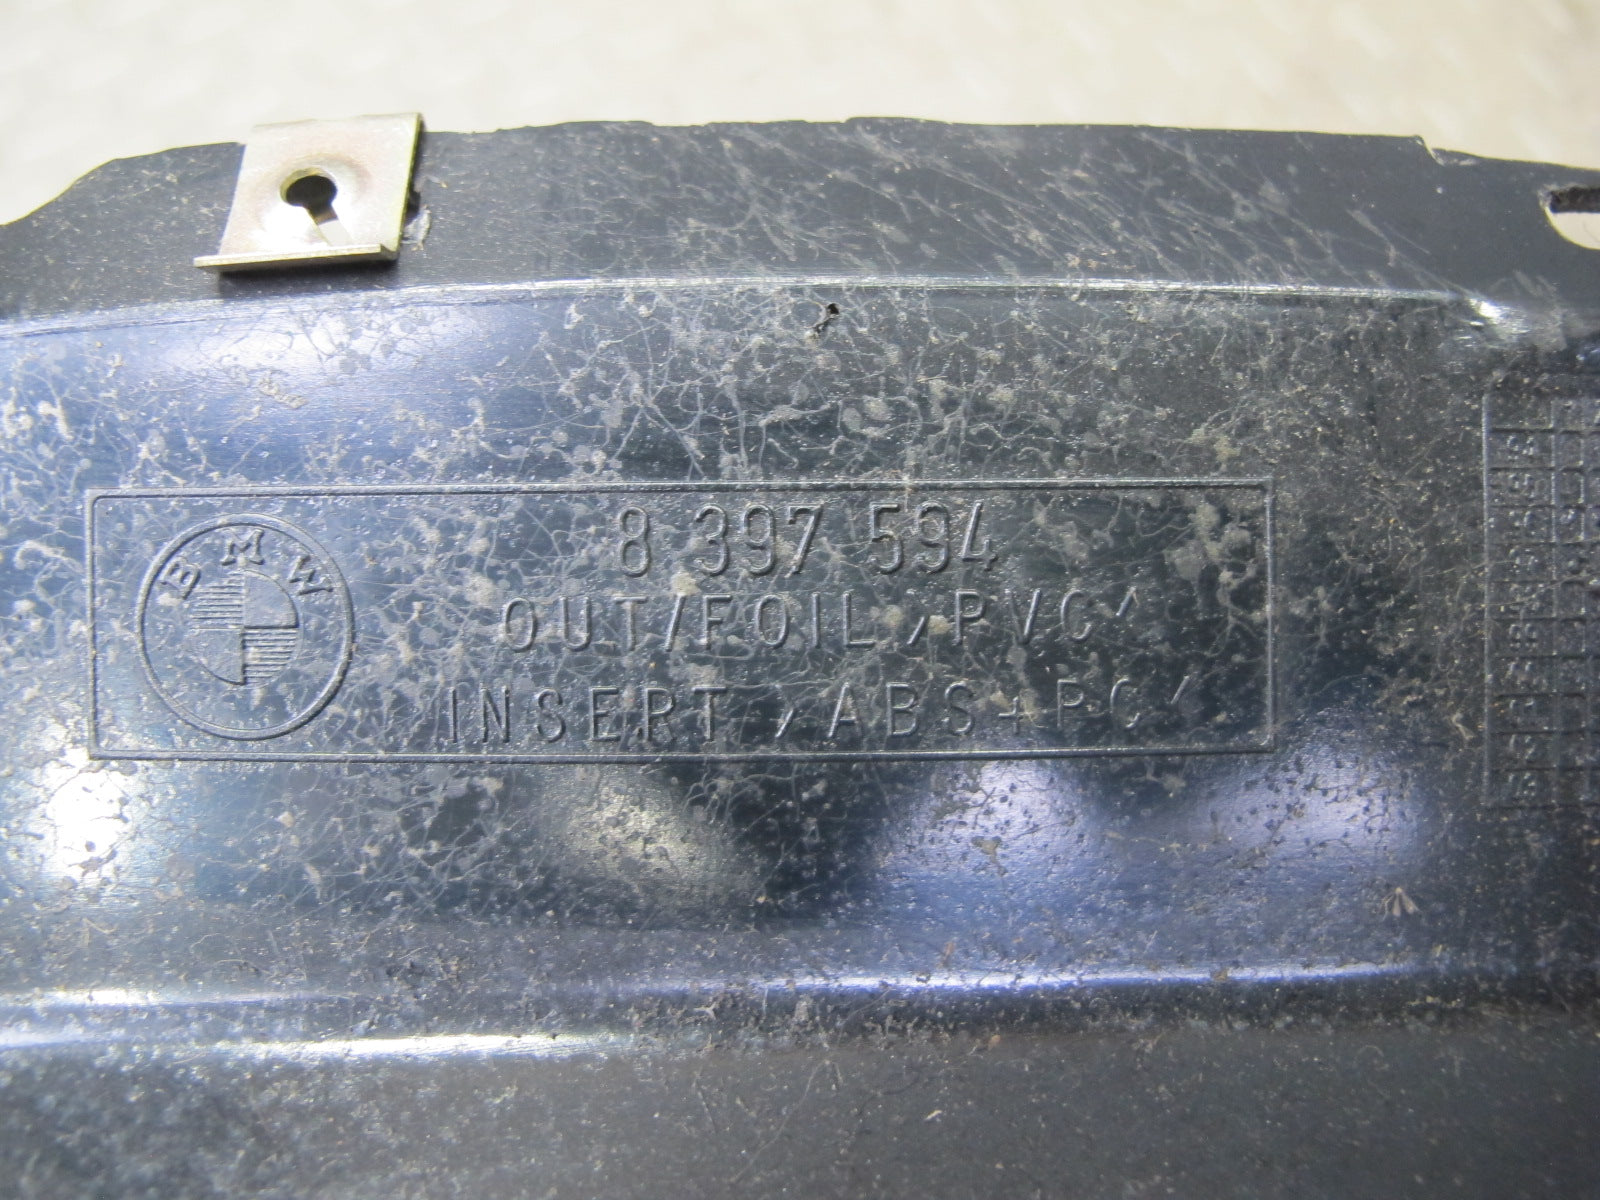 BMW
8 397 594
OUT/FOIL >PVC<
INSERT >ABS+PC<